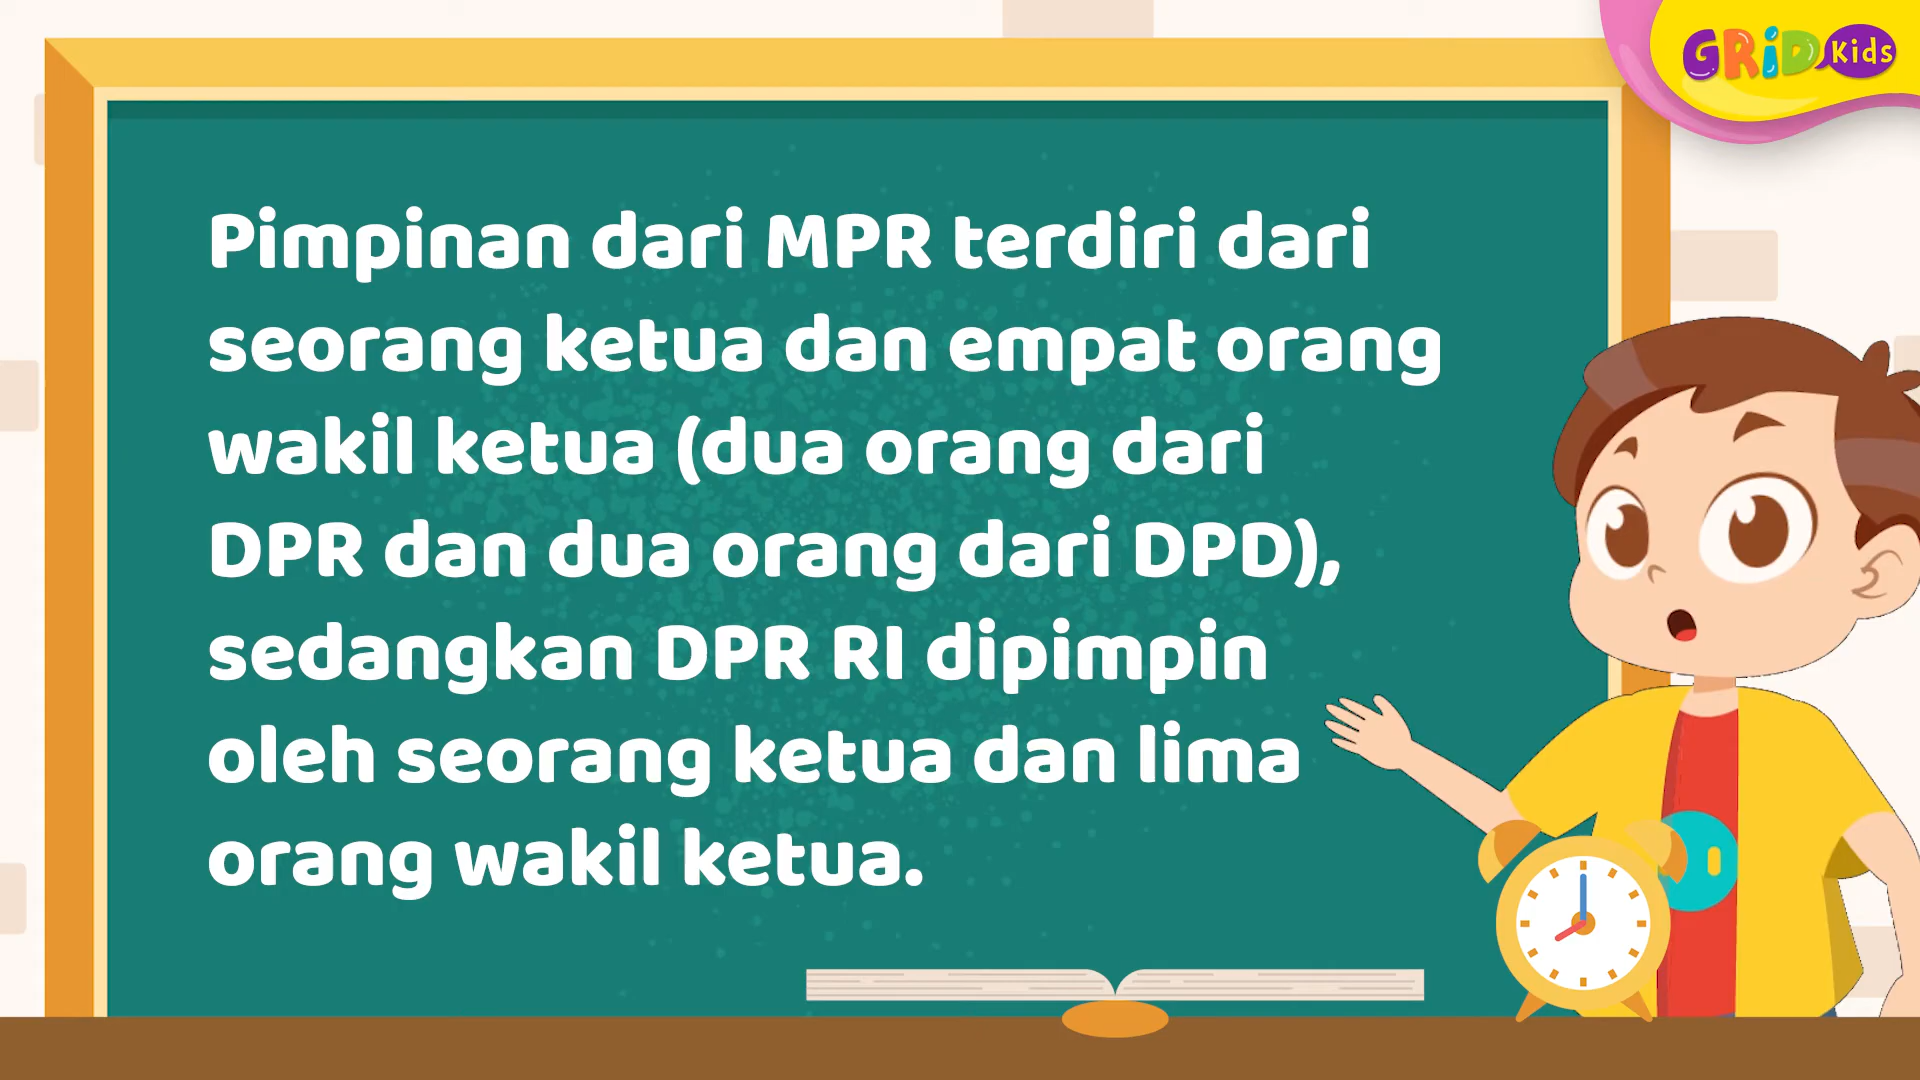 GRiD Kids
Pimpinan dari MPR terdiri dari
seorang ketua dan empat orang
wakil ketua (dua orang dari
DPR dan dua orang dari DPD),
sedangkan DPR RI dipimpin
oleh seorang ketua dan lima
orang wakil ketua.